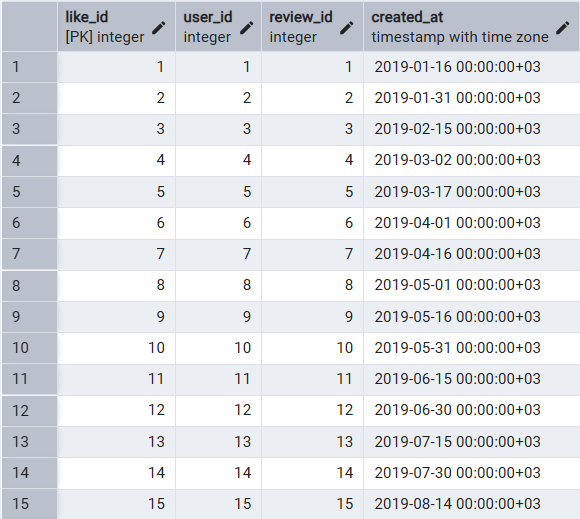 like_id user_id review_id created_at
[PK] integer integer integer timestamp with time zone
1 1 1 1 2019-01-16 00:00:00+03
2 2 2 2 2019-01-31 00:00:00+03
3 3 3 3 2019-02-15 00:00:00+03
4 4 4 4 2019-03-02 00:00:00+03
5 5 5 5 2019-03-17 00:00:00+03
6 6 6 6 2019-04-01 00:00:00+03
7 7 7 7 2019-04-16 00:00:00+03
8 8 8 8 2019-05-01 00:00:00+03
9 9 9 9 2019-05-16 00:00:00+03
10 10 10 10 2019-05-31 00:00:00+03
11 11 11 11 2019-06-15 00:00:00+03
12 12 12 12 2019-06-30 00:00:00+03
13 13 13 13 2019-07-15 00:00:00+03
14 14 14 14 2019-07-30 00:00:00+03
15 15 15 15 2019-08-14 00:00:00+03